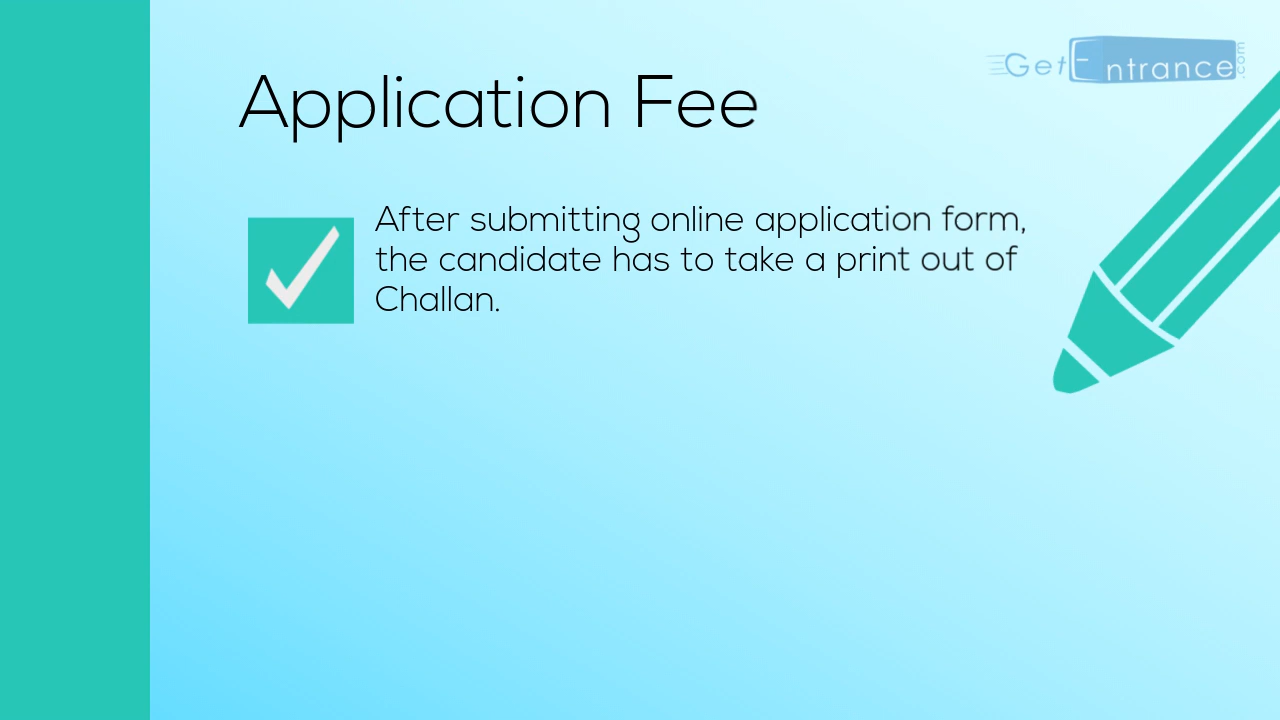 GetEntrance.com
Application Fee
After submitting online application form,
the candidate has to take a print out of
Challan.